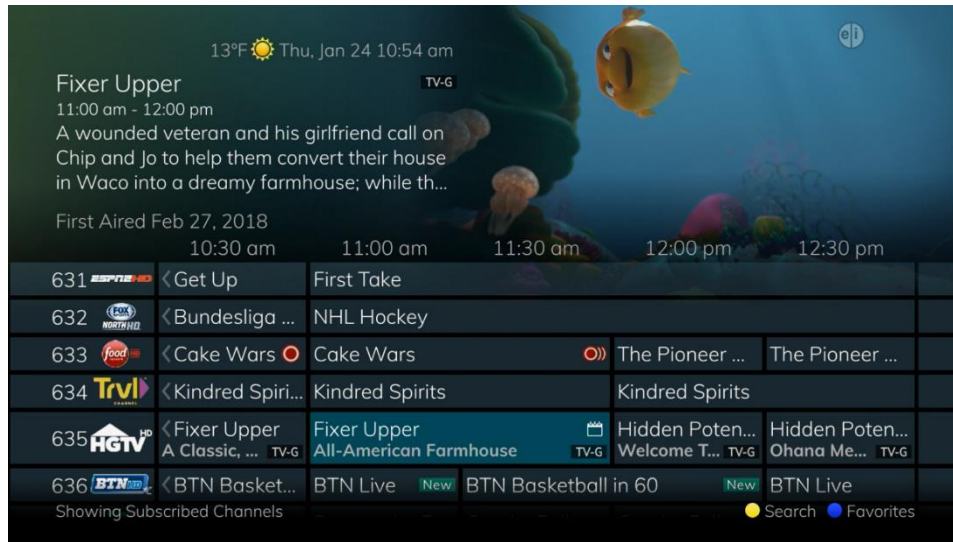 13°F Thu, Jan 24 10:54 am
Fixer Upper TV-G
11:00 am - 12:00 pm
A wounded veteran and his girlfriend call on
Chip and Jo to help them convert their house
in Waco into a dreamy farmhouse; while th...
First Aired Feb 27, 2018
10:30 am 11:00 am 11:30 am 12:00 pm 12:30 pm
631 ESPN2 HD Get Up First Take
632 FOX SPORTS NORTH HD Bundesliga ... NHL Hockey
633 food HD Cake Wars Cake Wars The Pioneer ... The Pioneer ...
634 Trvl CHANNEL Kindred Spiri... Kindred Spirits Kindred Spirits
635 HGTV HD Fixer Upper Fixer Upper Hidden Poten... Hidden Poten...
A Classic, ... TV-G All-American Farmhouse TV-G Welcome T... TV-G Ohana Me... TV-G
636 BTN BTN Basket... BTN Live New BTN Basketball in 60 New BTN Live
Showing Subscribed Channels Search Favorites